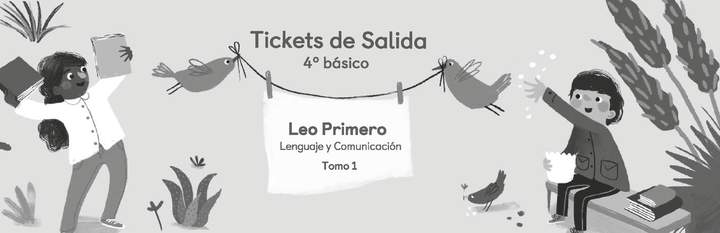 Tickets de Salida
4º básico
Leo Primero
Lenguaje y Comunicación
Tomo 1